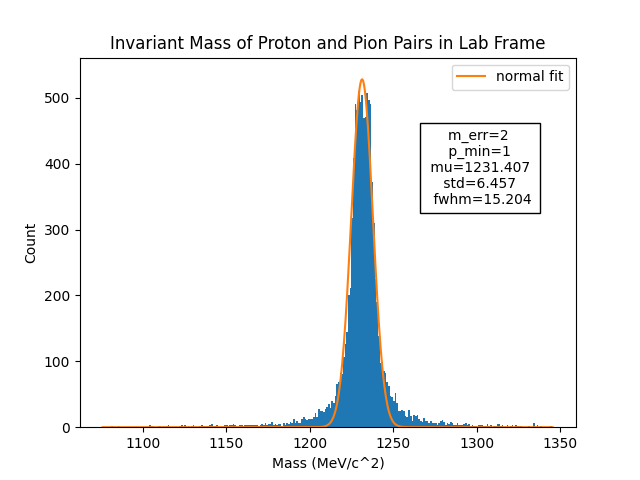 Invariant Mass of Proton and Pion Pairs in Lab Frame
normal fit
m_err=2
p_min=1
mu=1231.407
std=6.457
fwhm=15.204
Count
500
400
300
200
100
0
1100
1150
1200
1250
1300
1350
Mass (MeV/c^2)